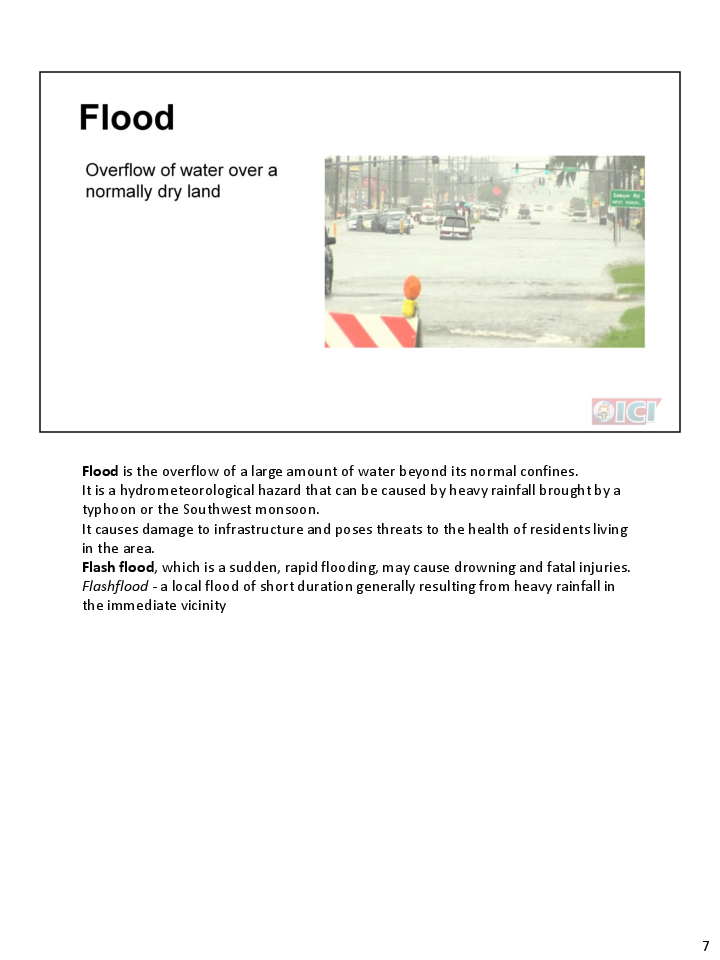 Flood
Overflow of water over a
normally dry land
Sawyer Rd
ICI
Flood is the overflow of a large amount of water beyond its normal confines.
It is a hydrometeorological hazard that can be caused by heavy rainfall brought by a
typhoon or the Southwest monsoon.
It causes damage to infrastructure and poses threats to the health of residents living
in the area.
Flash flood, which is a sudden, rapid flooding, may cause drowning and fatal injuries.
Flashflood - a local flood of short duration generally resulting from heavy rainfall in
the immediate vicinity
7